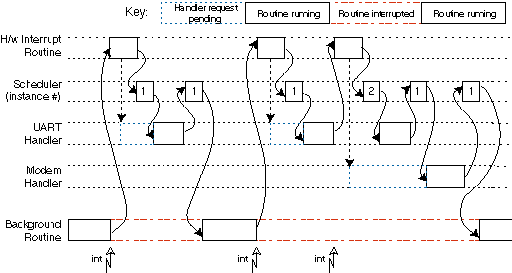 Key:
Handler request pending
Routine running
Routine interrupted
Routine running
H/w Interrupt
Routine
Scheduler
(instance #)
1 1 1 2 1 1
UART
Handler
Modem
Handler
Background
Routine
int int int